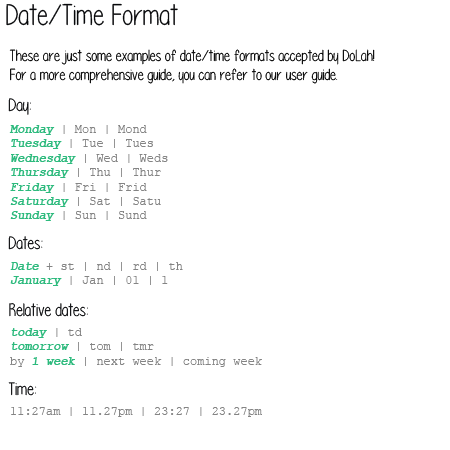 Date/Time Format
These are just some examples of date/time formats accepted by DoLah!
For a more comprehensive guide, you can refer to our user guide.
Day:
Monday | Mon | Mond
Tuesday | Tue | Tues
Wednesday | Wed | Weds
Thursday | Thu | Thur
Friday | Fri | Frid
Saturday | Sat | Satu
Sunday | Sun | Sund
Dates:
Date + st | nd | rd | th
January | Jan | 01 | 1
Relative dates:
today | td
tomorrow | tom | tmr
by 1 week | next week | coming week
Time:
11:27am | 11.27pm | 23:27 | 23.27pm